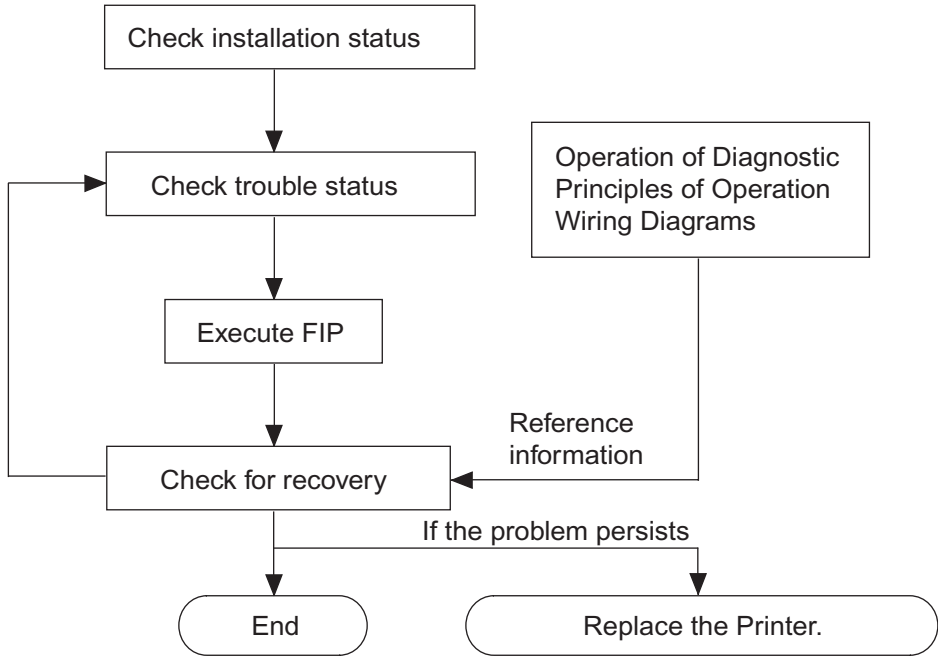 Check installation status
Check trouble status
Operation of Diagnostic
Principles of Operation
Wiring Diagrams
Execute FIP
Reference
information
Check for recovery
If the problem persists
End
Replace the Printer.